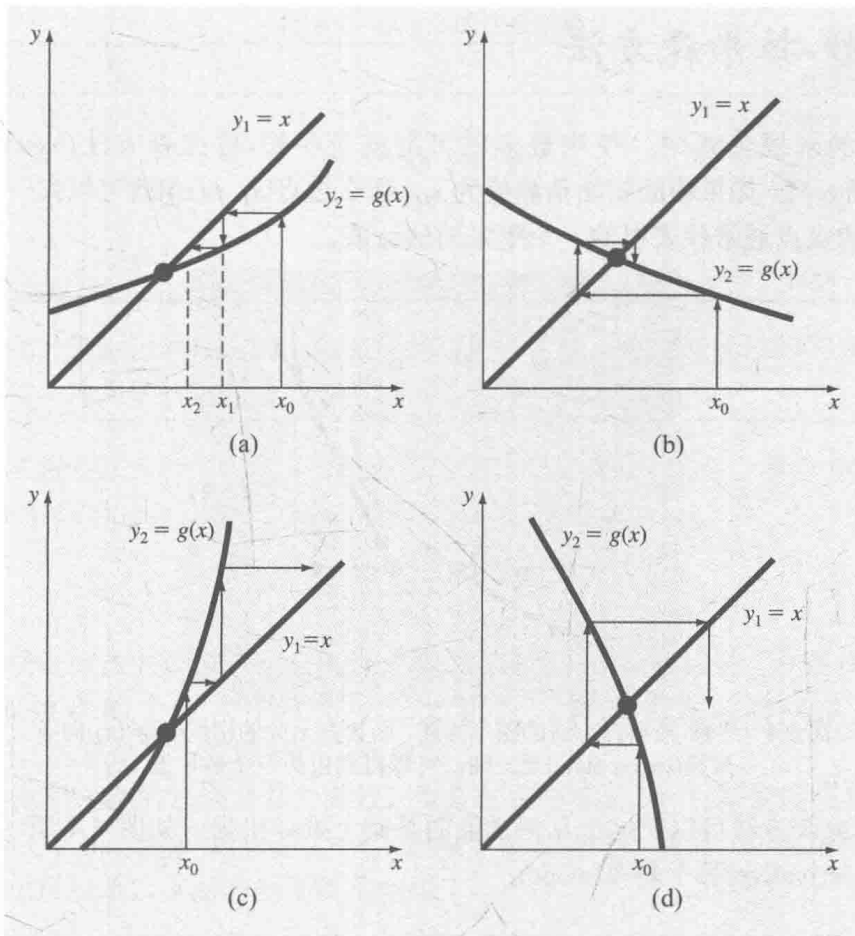 y
y₁ = x
y₂ = g(x)
x₂ x₁ x₀ x
(a)
y
y₁ = x
y₂ = g(x)
x₀ x
(b)
y
y₂ = g(x)
y₁=x
x₀ x
(c)
y
y₂ = g(x)
y₁ = x
x₀ x
(d)